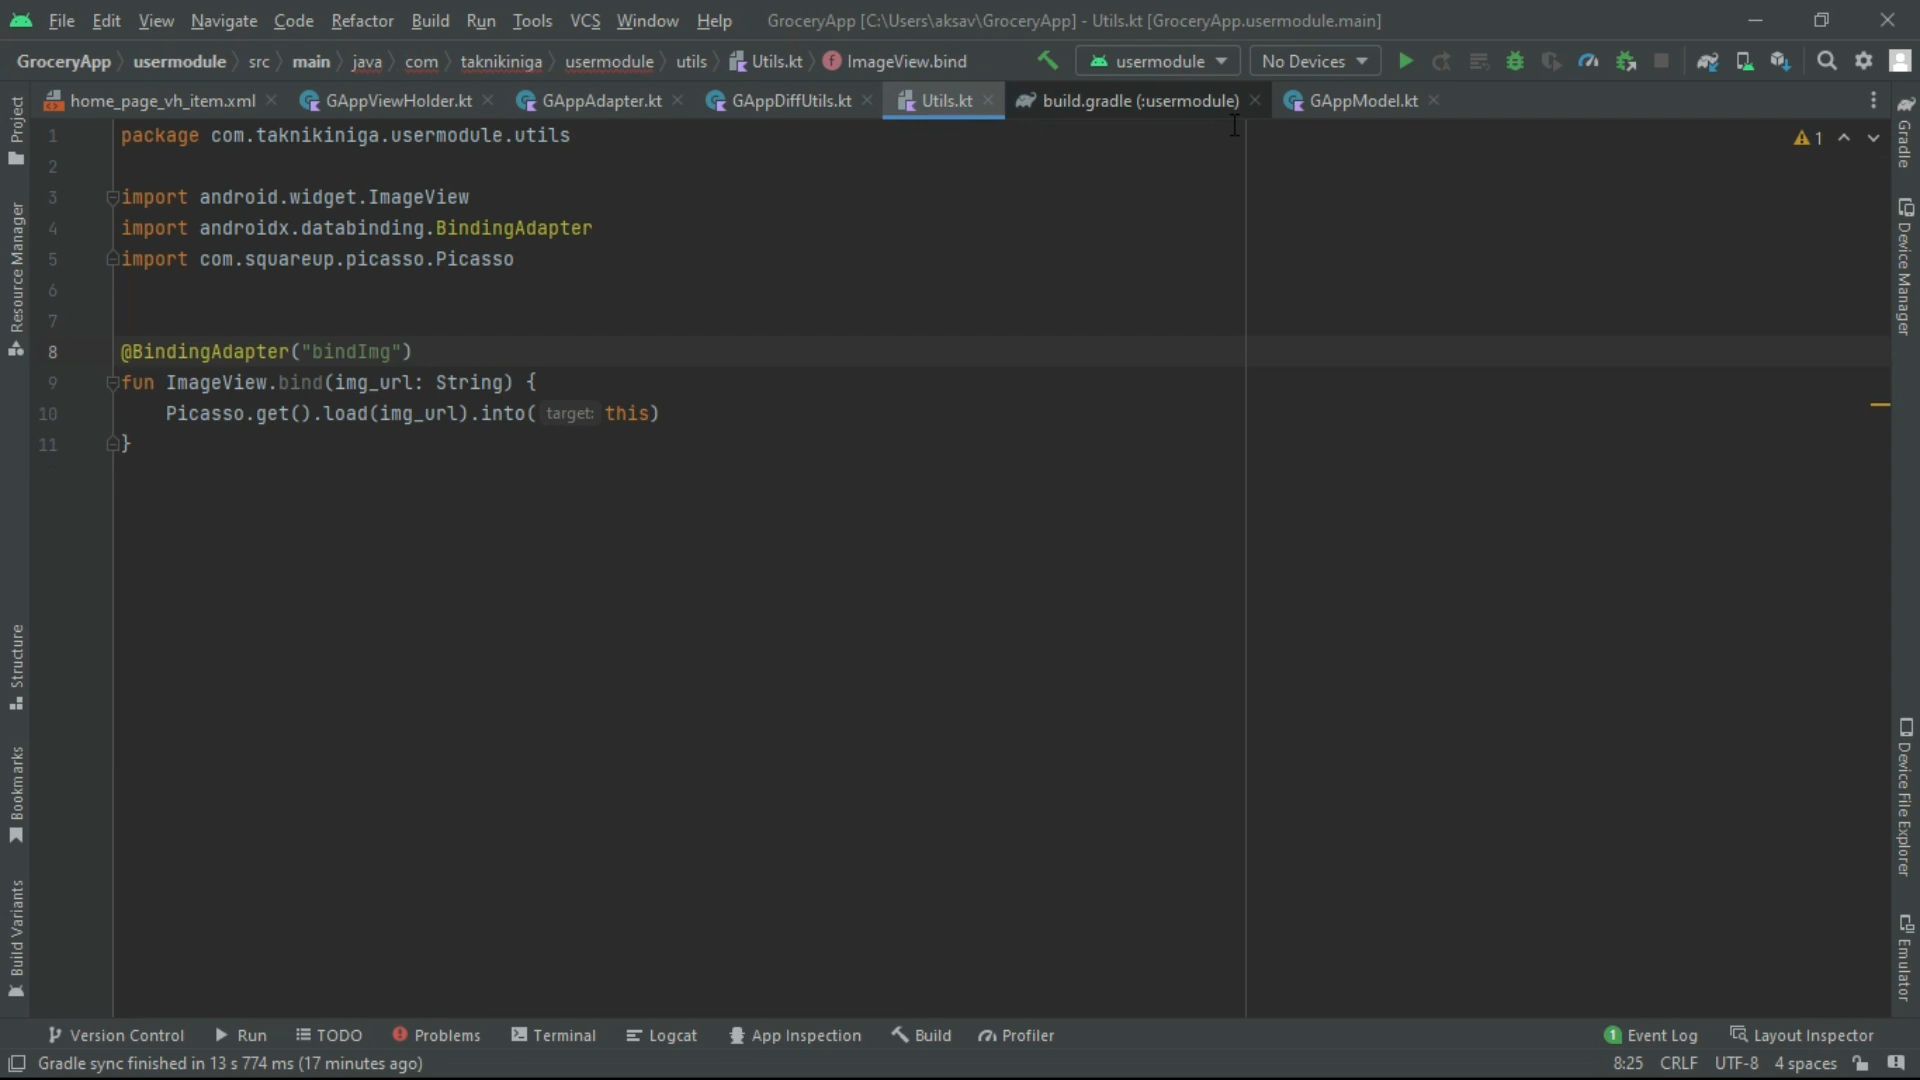 File Edit View Navigate Code Refactor Build Run Tools VCS Window Help GroceryApp [C:\Users\aksav\GroceryApp] - Utils.kt [GroceryApp.usermodule.main]
GroceryApp usermodule src main java com taknikiniga usermodule utils Utils.kt ImageView.bind usermodule No Devices
home_page_vh_item.xml GAppViewHolder.kt GAppAdapter.kt GAppDiffUtils.kt Utils.kt build.gradle (:usermodule) GAppModel.kt
1 package com.taknikiniga.usermodule.utils
1
2
3 import android.widget.ImageView
4 import androidx.databinding.BindingAdapter
5 import com.squareup.picasso.Picasso
6
7
8 @BindingAdapter("bindImg")
9 fun ImageView.bind(img_url: String) {
10 Picasso.get().load(img_url).into( target: this)
11 }
Project
Resource Manager
Structure
Bookmarks
Build Variants
Gradle
Device Manager
Device File Explorer
Emulator
Version Control Run TODO Problems Terminal Logcat App Inspection Build Profiler 1 Event Log Layout Inspector
Gradle sync finished in 13 s 774 ms (17 minutes ago) 8:25 CRLF UTF-8 4 spaces